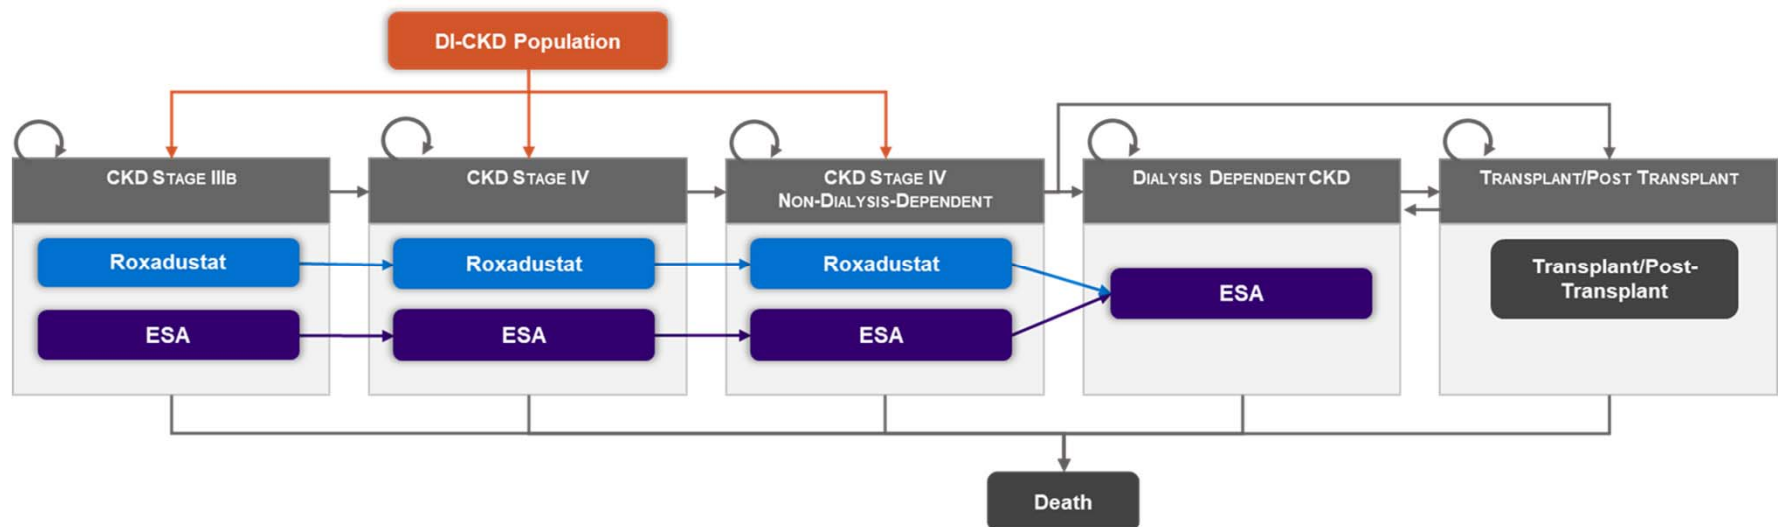 DI-CKD Population
CKD STAGE IIIB
CKD STAGE IV
CKD STAGE IV
NON-DIALYSIS-DEPENDENT
DIALYSIS DEPENDENT CKD
TRANSPLANT/POST TRANSPLANT
Roxadustat
Roxadustat
Roxadustat
Transplant/Post-
Transplant
ESA
ESA
ESA
ESA
Death